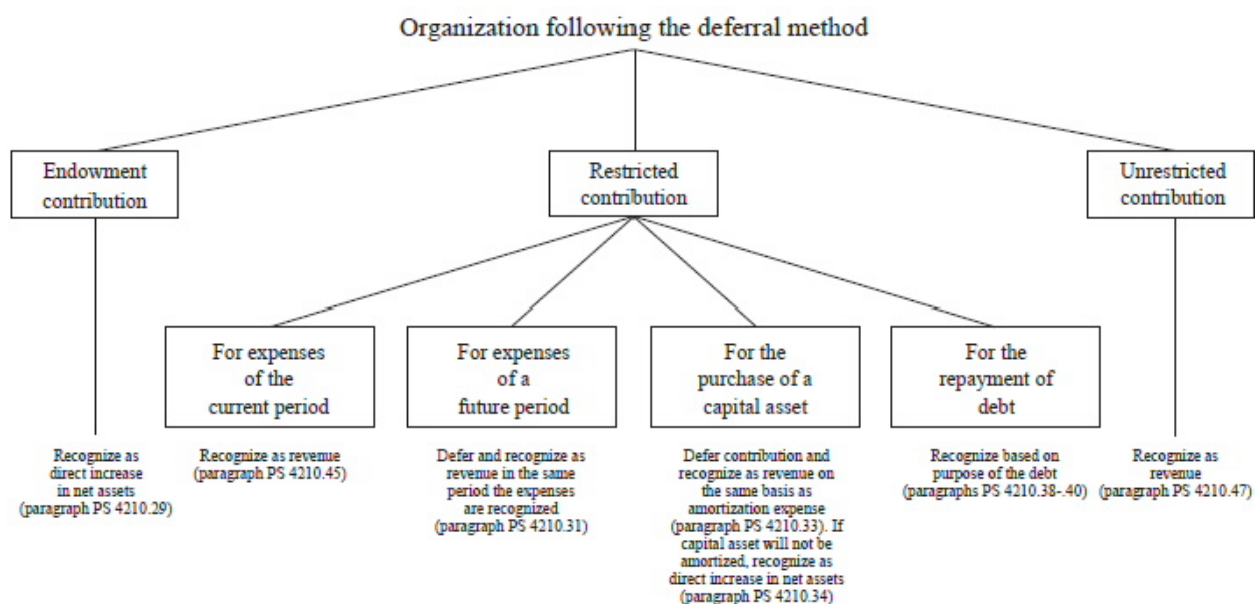 Organization following the deferral method
Endowment
contribution
Restricted
contribution
Unrestricted
contribution
For expenses
of the
current period
For expenses
of a
future period
For the
purchase of a
capital asset
For the
repayment of
debt
Recognize as
direct increase
in net assets
(paragraph PS 4210.29)
Recognize as revenue
(paragraph PS 4210.45)
Defer and recognize as
revenue in the same
period the expenses
are recognized
(paragraph PS 4210.31)
Defer contribution and
recognize as revenue on
the same basis as
amortization expense
(paragraph PS 4210.33). If
capital asset will not be
amortized, recognize as
direct increase in net assets
(paragraph PS 4210.34)
Recognize based on
purpose of the debt
(paragraphs PS 4210.38-.40)
Recognize as
revenue
(paragraph PS 4210.47)